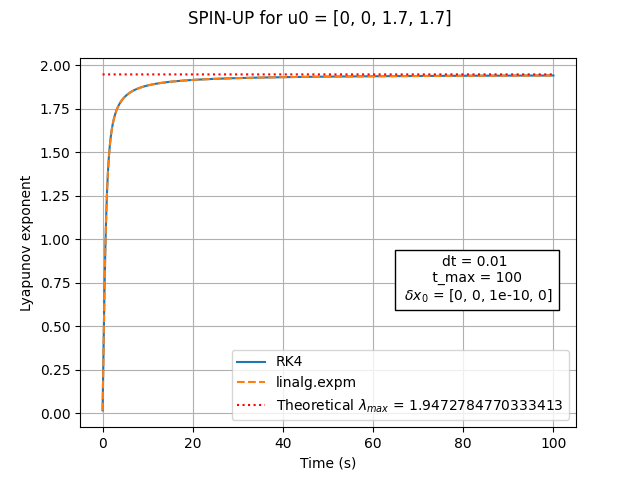 SPIN-UP for u0 = [0, 0, 1.7, 1.7]
2.00
1.75
1.50
1.25
1.00
0.75
0.50
0.25
0.00
Lyapunov exponent
dt = 0.01
t_max = 100
δx₀ = [0, 0, 1e-10, 0]
RK4
linalg.expm
Theoretical λₘₐₓ = 1.9472784770333413
0 20 40 60 80 100
Time (s)